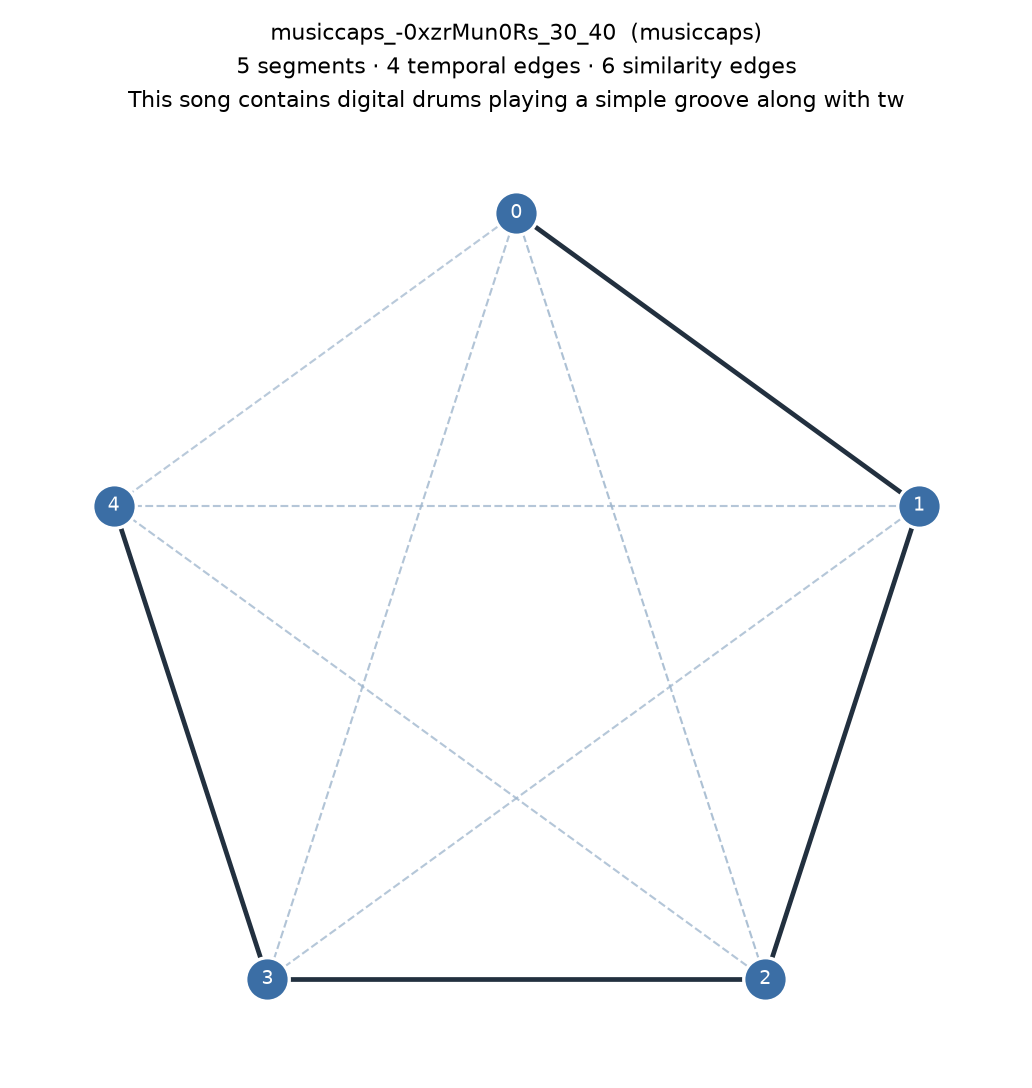 musiccaps_-0xzrMun0Rs_30_40  (musiccaps)
5 segments · 4 temporal edges · 6 similarity edges
This song contains digital drums playing a simple groove along with tw
0
4
1
3
2